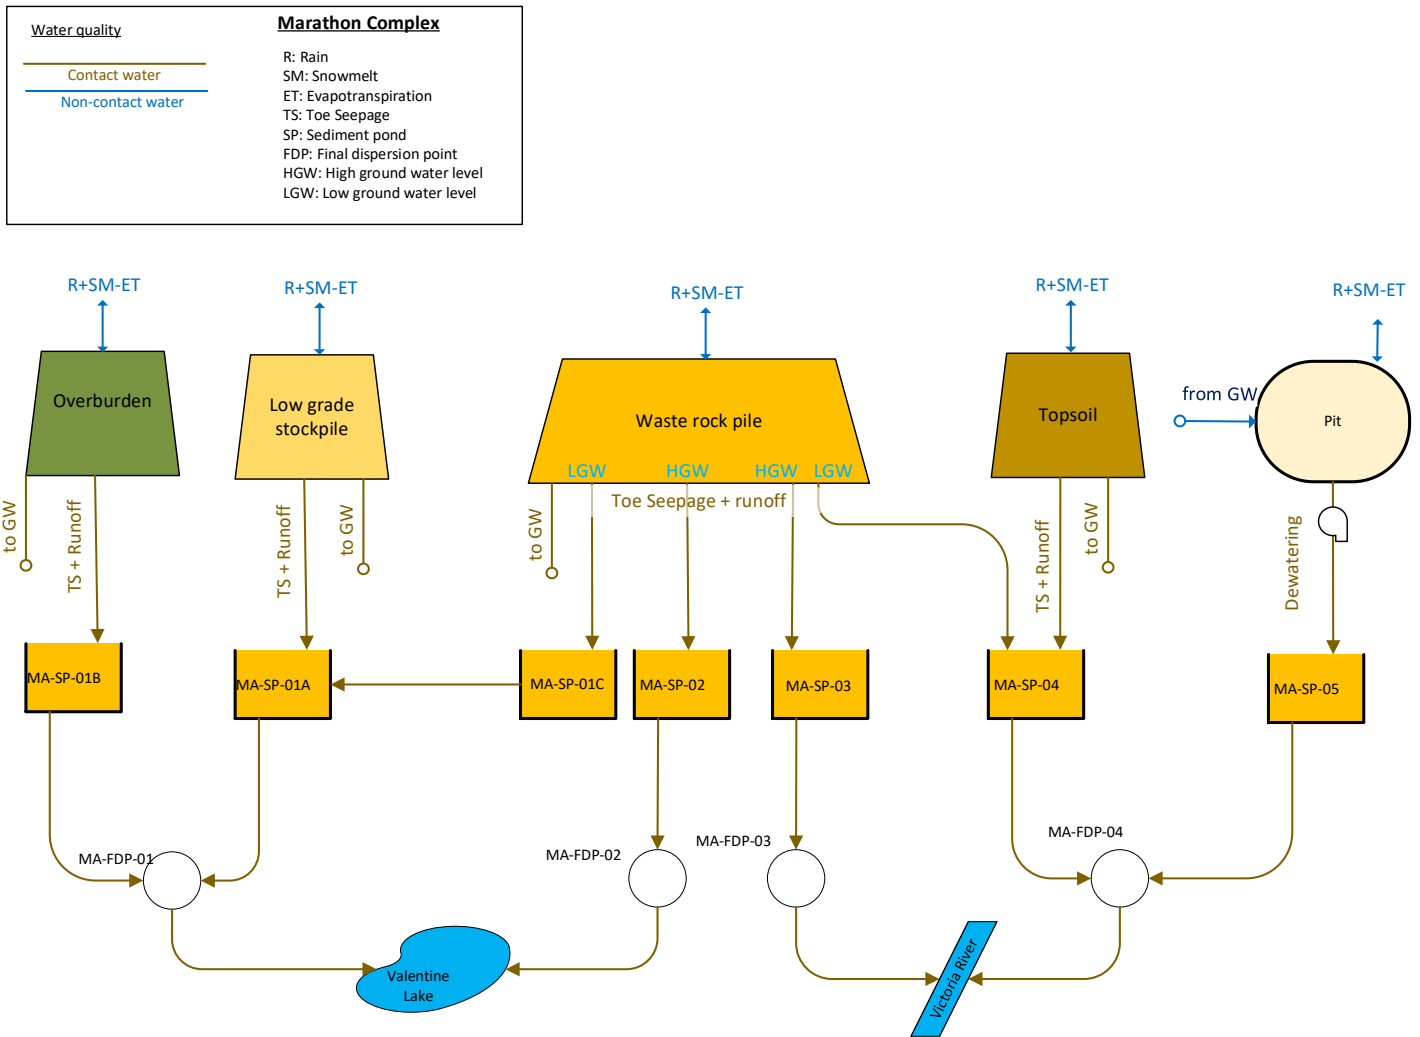 Water quality
Contact water
Non-contact water
Marathon Complex
R: Rain
SM: Snowmelt
ET: Evapotranspiration
TS: Toe Seepage
SP: Sediment pond
FDP: Final dispersion point
HGW: High ground water level
LGW: Low ground water level
R+SM-ET
R+SM-ET
R+SM-ET
R+SM-ET
R+SM-ET
Overburden
Low grade
stockpile
Waste rock pile
Topsoil
from GW
Pit
LGW
HGW
HGW
LGW
Toe Seepage + runoff
to GW
TS + Runoff
TS + Runoff
to GW
to GW
TS + Runoff
to GW
Dewatering
MA-SP-01B
MA-SP-01A
MA-SP-01C
MA-SP-02
MA-SP-03
MA-SP-04
MA-SP-05
MA-FDP-01
MA-FDP-02
MA-FDP-03
MA-FDP-04
Valentine
Lake
Victoria River